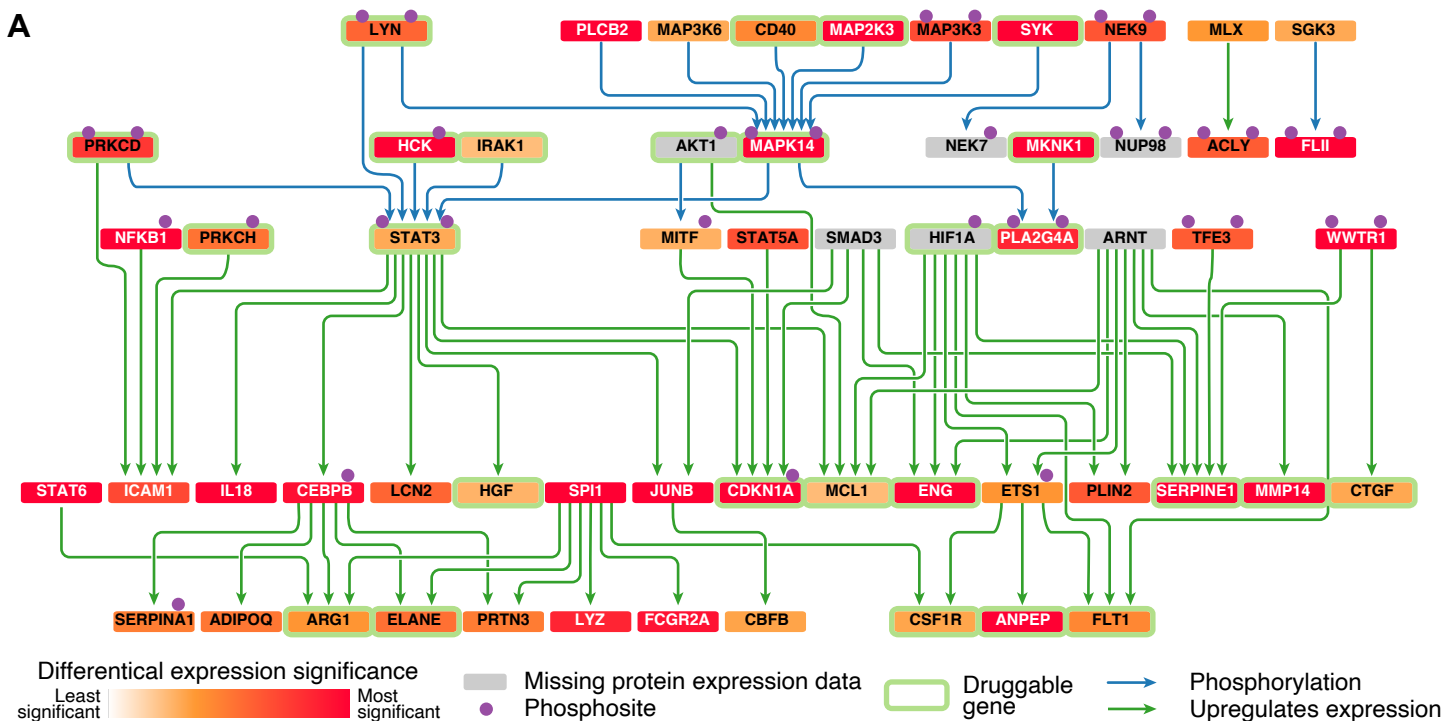 A
LYN PLCB2 MAP3K6 CD40 MAP2K3 MAP3K3 SYK NEK9 MLX SGK3
PRKCD HCK IRAK1 AKT1 MAPK14 NEK7 MKNK1 NUP98 ACLY FLII
NFKB1 PRKCH STAT3 MITF STAT5A SMAD3 HIF1A PLA2G4A ARNT TFE3 WWTR1
STAT6 ICAM1 IL18 CEBPB LCN2 HGF SPI1 JUNB CDKN1A MCL1 ENG ETS1 PLIN2 SERPINE1 MMP14 CTGF
SERPINA1 ADIPOQ ARG1 ELANE PRTN3 LYZ FCGR2A CBFB CSF1R ANPEP FLT1
Differentical expression significance
Least
significant
Most
significant
Missing protein expression data
Phosphosite
Druggable
gene
Phosphorylation
Upregulates expression